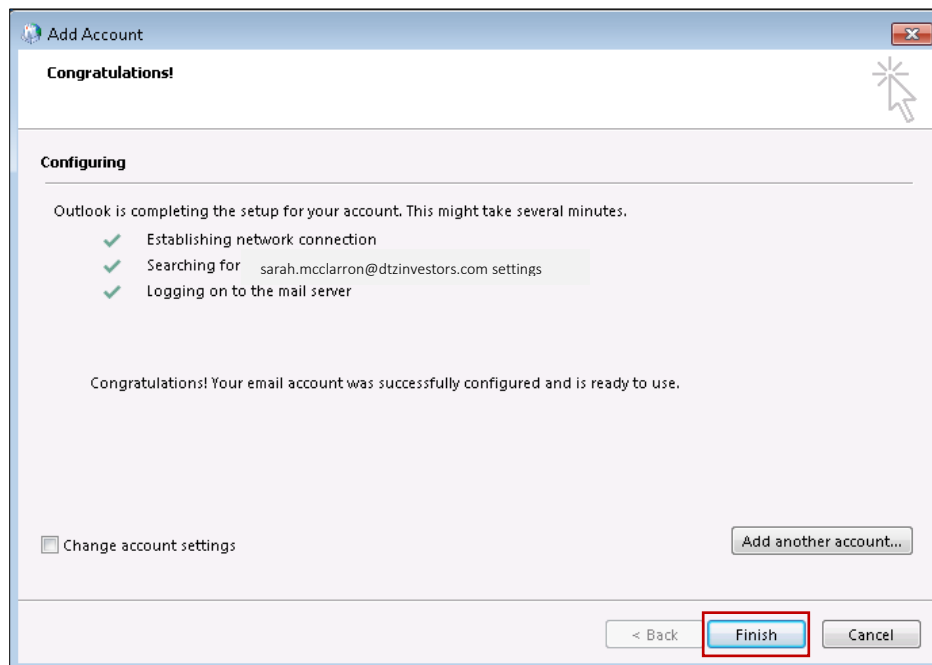 Add Account
Congratulations!
Configuring
Outlook is completing the setup for your account. This might take several minutes.
Establishing network connection
Searching for sarah.mcclarron@dtzinvestors.com settings
Logging on to the mail server
Congratulations! Your email account was successfully configured and is ready to use.
Change account settings
Add another account...
< Back
Finish
Cancel